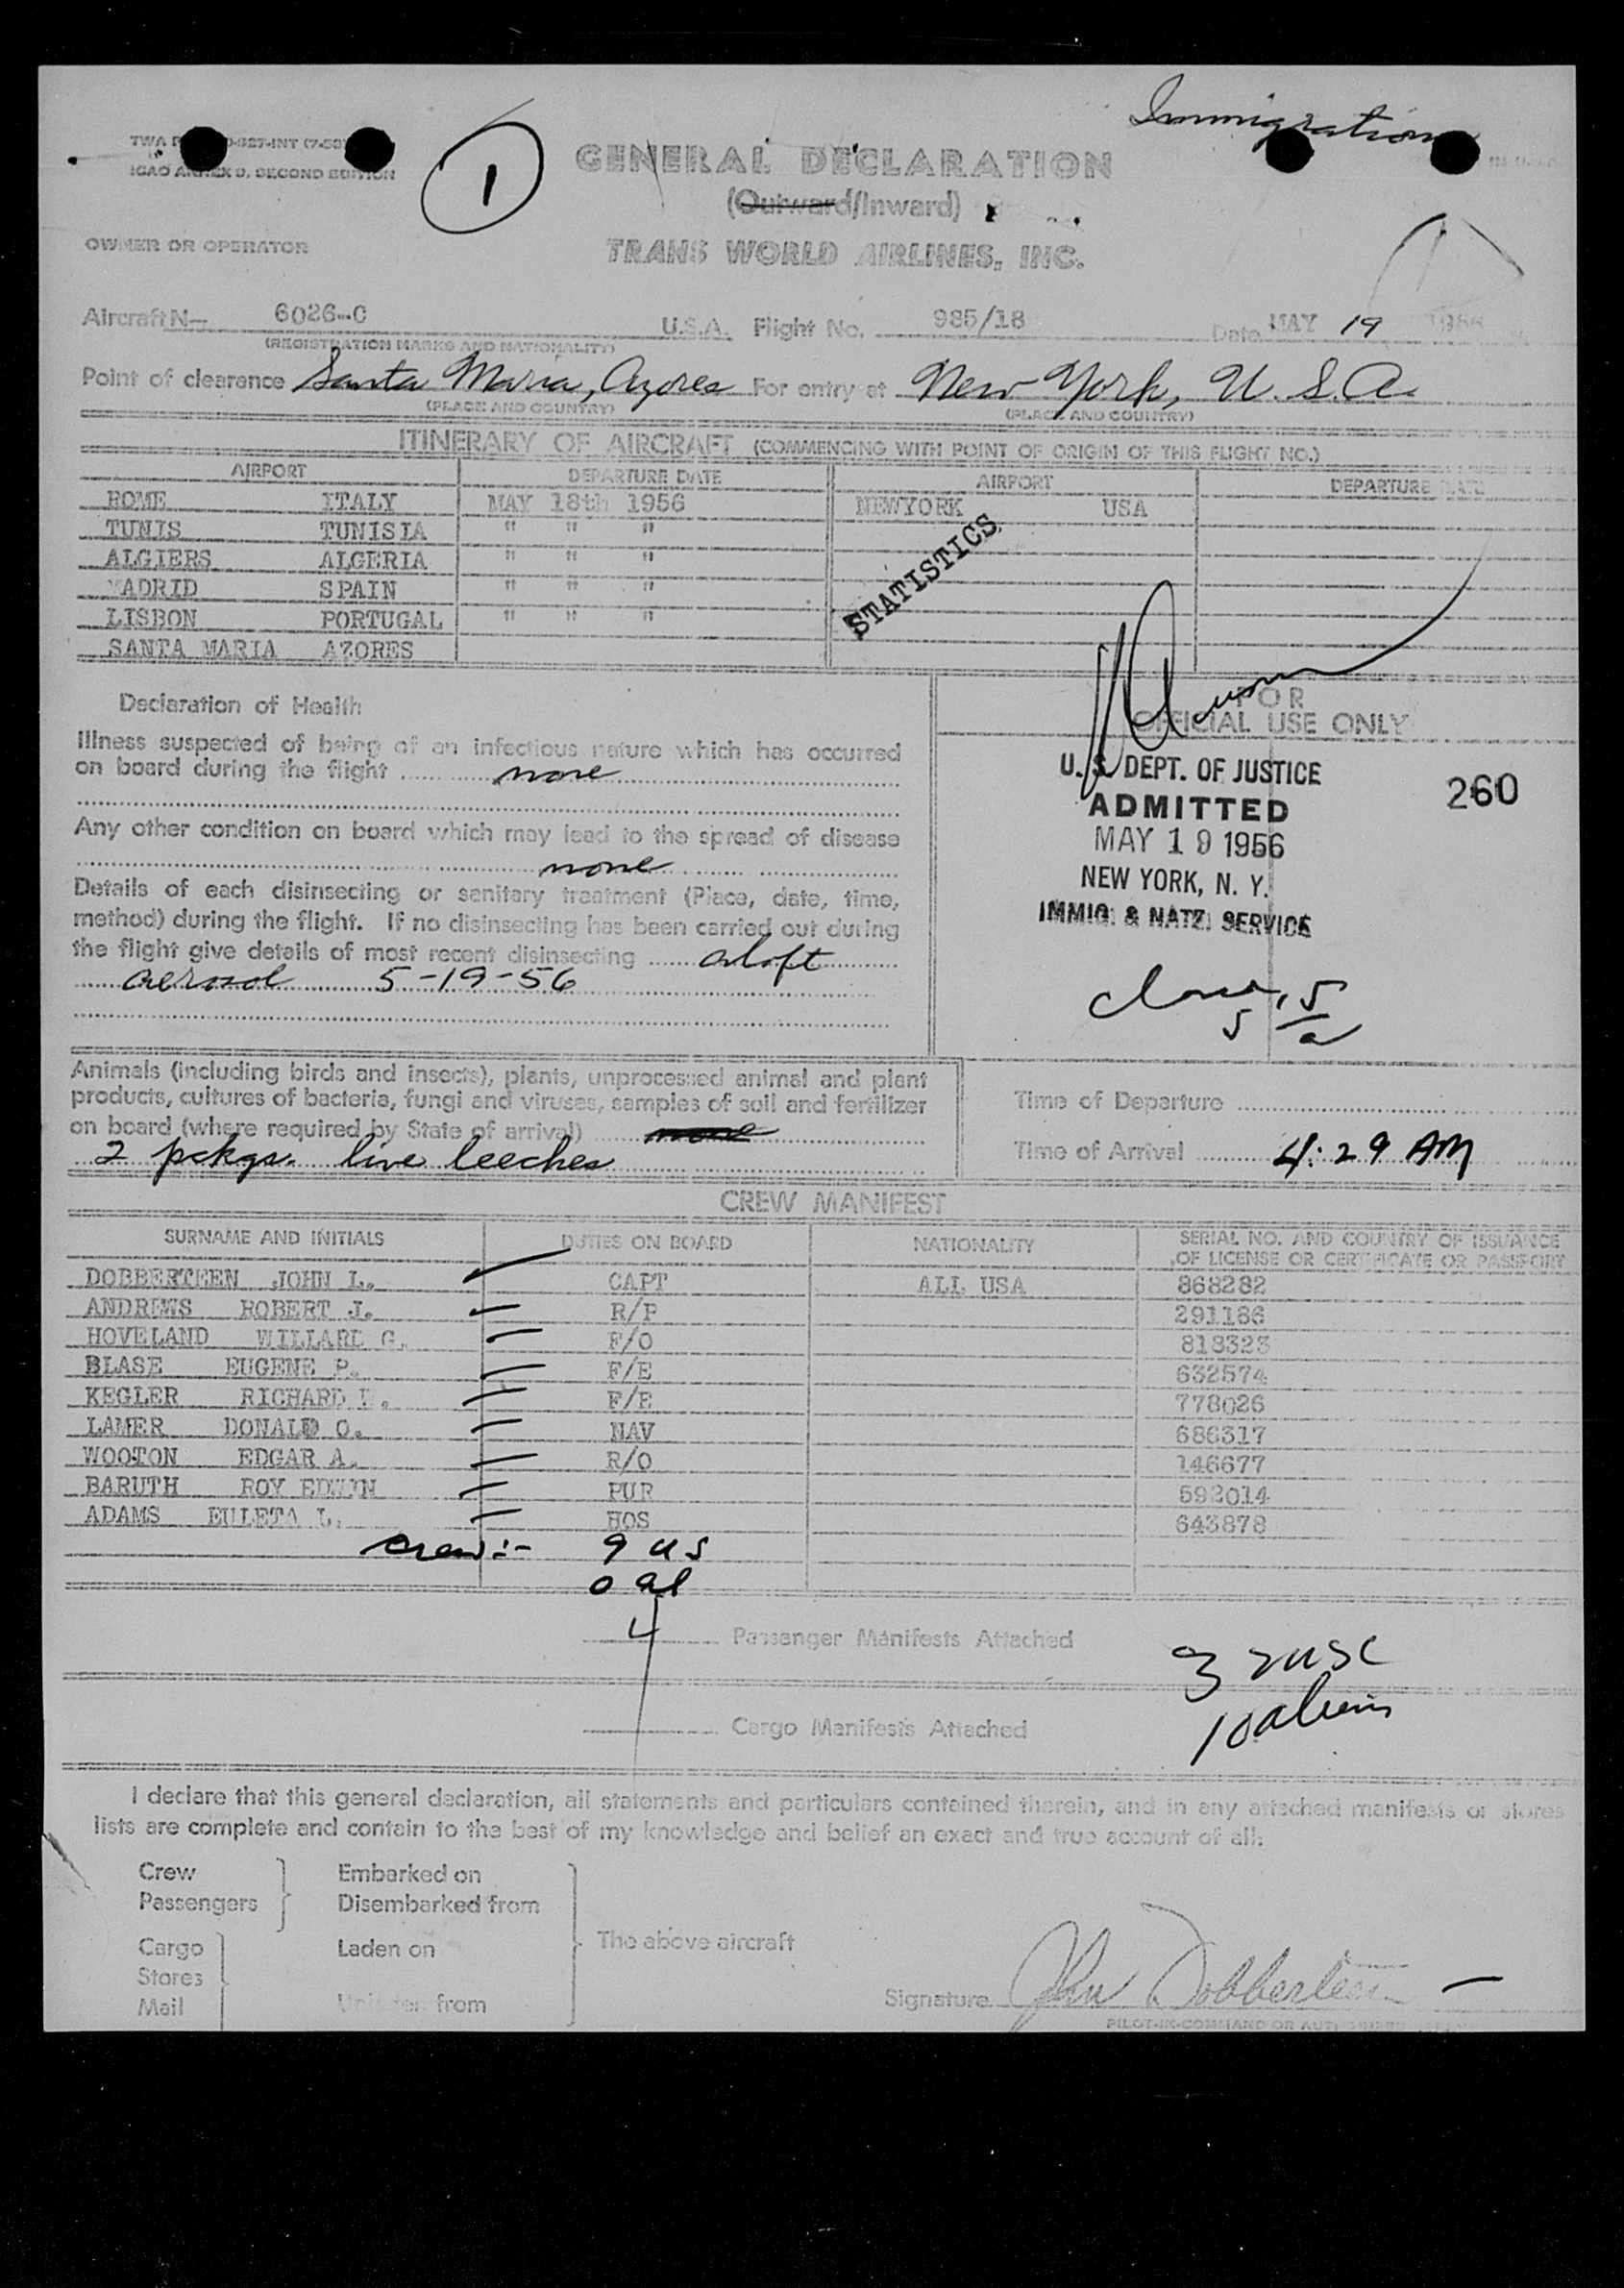 Immigration
TWA
-INT
ICAO ANNEX 9, SECOND EDITION
1
GENERAL DECLARATION
(Outward/Inward)
OWNER OR OPERATOR
TRANS WORLD AIRLINES, INC.
Aircraft N— 6026-C U.S.A. Flight No. 985/18 Date MAY 19 1956
(REGISTRATION MARKS AND NATIONALITY)
Point of clearance Santa Maria, Azores For entry at New York, U.S.A.
(PLACE AND COUNTRY) (PLACE AND COUNTRY)
ITINERARY OF AIRCRAFT (COMMENCING WITH POINT OF ORIGIN OF THIS FLIGHT NO.)
AIRPORT DEPARTURE DATE AIRPORT DEPARTURE DATE
ROME ITALY MAY 18th 1956 NEWYORK USA
TUNIS TUNISIA " " "
ALGIERS ALGERIA " " "
MADRID SPAIN " " "
LISBON PORTUGAL " " "
SANTA MARIA AZORES
STATISTICS
Declaration of Health
Illness suspected of being of an infectious nature which has occurred
on board during the flight none
Any other condition on board which may lead to the spread of disease
none
Details of each disinsecting or sanitary treatment (Place, date, time,
method) during the flight. If no disinsecting has been carried out during
the flight give details of most recent disinsecting aloft
aerosol 5-19-56
FOR
OFFICIAL USE ONLY
U.S. DEPT. OF JUSTICE
ADMITTED
MAY 19 1956
NEW YORK, N. Y.
IMMIG. & NATZ. SERVICE
260
Animals (including birds and insects), plants, unprocessed animal and plant
products, cultures of bacteria, fungi and viruses, samples of soil and fertilizer
on board (where required by State of arrival) none
2 pckgs. live leeches
Time of Departure
Time of Arrival 4:29 AM
CREW MANIFEST
SURNAME AND INITIALS DUTIES ON BOARD NATIONALITY SERIAL NO. AND COUNTRY OF ISSUANCE
OF LICENSE OR CERTIFICATE OR PASSPORT
DOBBERTEEN JOHN L. CAPT ALL USA 868282
ANDREWS ROBERT J. R/P 291186
HOVELAND WILLARD G. F/O 818323
BLASE EUGENE P. F/E 632574
KEGLER RICHARD F/E 778026
LAMER DONALD O. NAV 686317
WOOTON EDGAR A. R/O 146677
BARUTH ROY EDWIN PUR 592014
ADAMS EULETA L. HOS 643878
crew:- 9 US
0 al
4 Passenger Manifests Attached
3 2 USC
10 aliens
Cargo Manifests Attached
I declare that this general declaration, all statements and particulars contained therein, and in any attached manifests or stores
lists are complete and contain to the best of my knowledge and belief an exact and true account of all:
Crew Embarked on
Passengers Disembarked from
Cargo Laden on The above aircraft
Stores
Mail Unladen from
Signature John Dobberteen
PILOT-IN-COMMAND OR